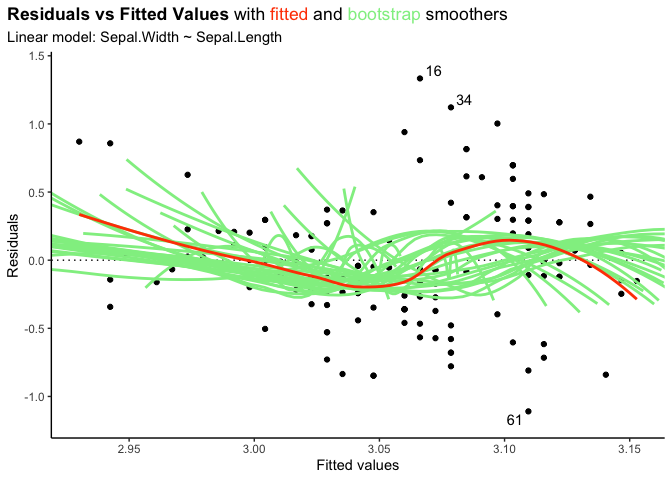 Residuals vs Fitted Values with fitted and bootstrap smoothers
Linear model: Sepal.Width ~ Sepal.Length
1.5
16
34
1.0
0.5
Residuals
0.0
-0.5
-1.0
61
2.95 3.00 3.05 3.10 3.15
Fitted values